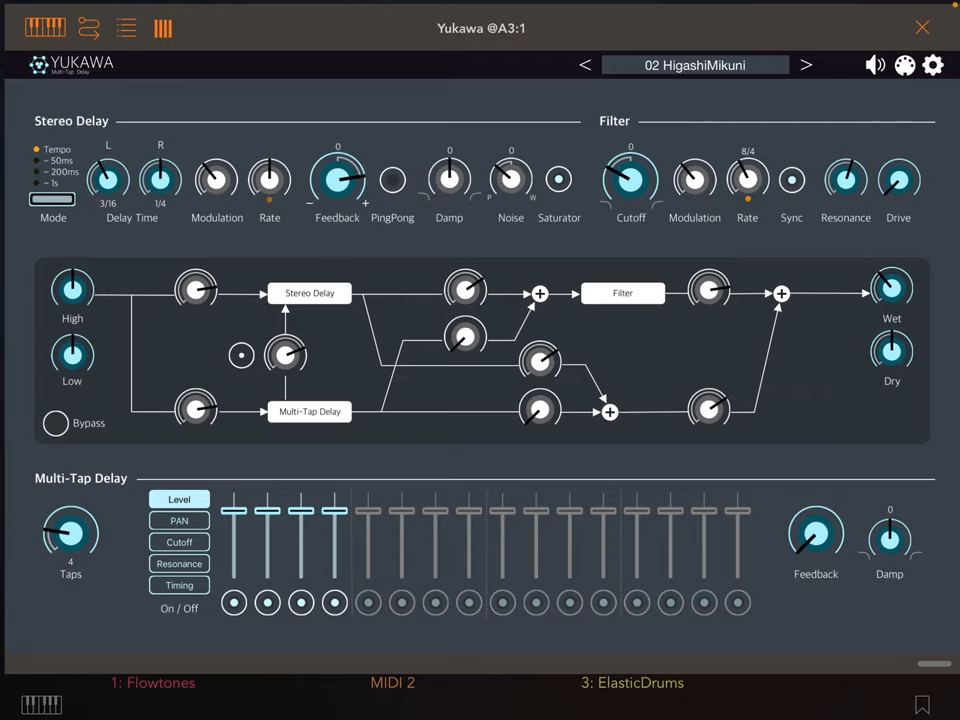 Yukawa @A3:1
YUKAWA
Multi-Tap Delay
< 02 HigashiMikuni >
Stereo Delay
Filter
Tempo
~ 50ms
~ 200ms
~ 1s
Mode
L
R
3/16
1/4
Delay Time
Modulation
Rate
0
− +
Feedback
PingPong
0
Damp
0
P W
Noise
Saturator
0
Cutoff
Modulation
8/4
Rate
Sync
Resonance
Drive
High
Low
Bypass
Stereo Delay
Multi-Tap Delay
+
Filter
+
+
Wet
Dry
Multi-Tap Delay
4
Taps
Level
PAN
Cutoff
Resonance
Timing
On / Off
Feedback
0
Damp
1: Flowtones
MIDI 2
3: ElasticDrums